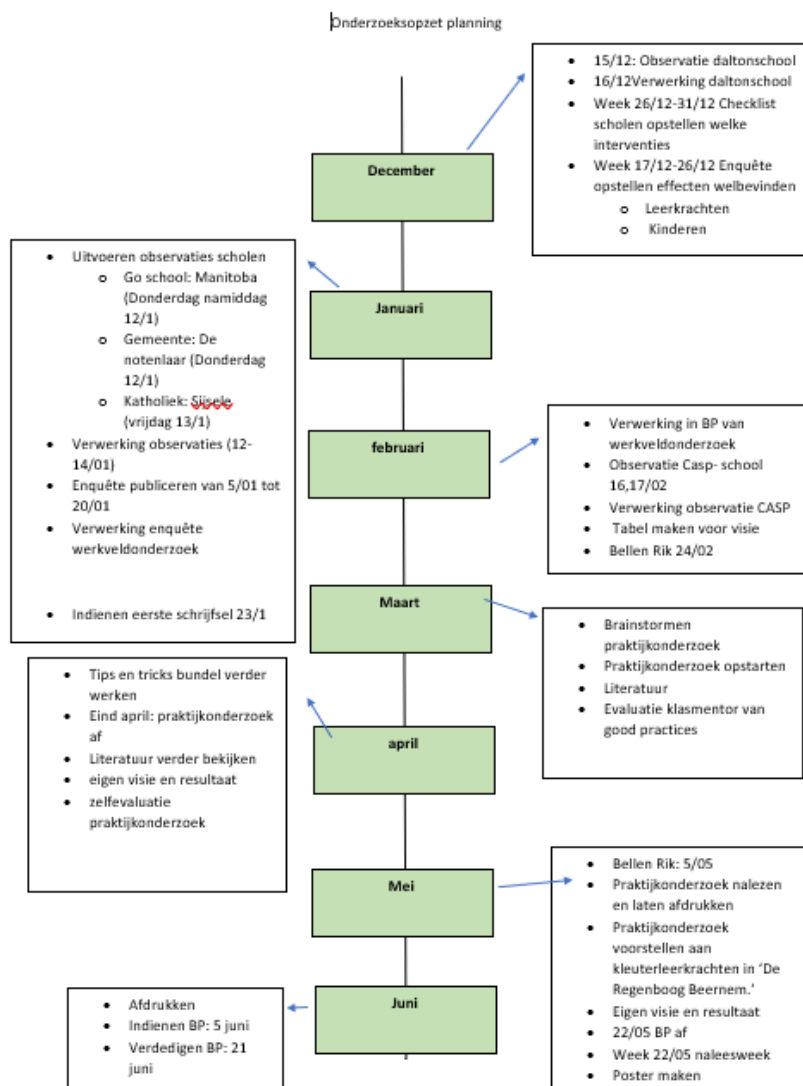 Onderzoeksopzet planning
• 15/12: Observatie daltonschool
• 16/12Verwerking daltonschool
• Week 26/12-31/12 Checklist
scholen opstellen welke
interventies
• Week 17/12-26/12 Enquête
opstellen effecten welbevinden
o Leerkrachten
o Kinderen
December
• Uitvoeren observaties scholen
o Go school: Manitoba
(Donderdag namiddag
12/1)
o Gemeente: De
notenlaar (Donderdag
12/1)
o Katholiek: Sijsele
(vrijdag 13/1)
• Verwerking observaties (12-
14/01)
• Enquête publiceren van 5/01 tot
20/01
• Verwerking enquête
werkveldonderzoek
• Indienen eerste schrijfsel 23/1
Januari
februari
• Verwerking in BP van
werkveldonderzoek
• Observatie Casp- school
16,17/02
• Verwerking observatie CASP
• Tabel maken voor visie
• Bellen Rik 24/02
Maart
• Brainstormen
praktijkonderzoek
• Praktijkonderzoek opstarten
• Literatuur
• Evaluatie klasmentor van
good practices
• Tips en tricks bundel verder
werken
• Eind april: praktijkonderzoek
af
• Literatuur verder bekijken
• eigen visie en resultaat
• zelfevaluatie
praktijkonderzoek
april
Mei
• Bellen Rik: 5/05
• Praktijkonderzoek nalezen
en laten afdrukken
• Praktijkonderzoek
voorstellen aan
kleuterleerkrachten in ‘De
Regenboog Beernem.’
• Eigen visie en resultaat
• 22/05 BP af
• Week 22/05 naleesweek
• Poster maken
• Afdrukken
• Indienen BP: 5 juni
• Verdedigen BP: 21
juni
Juni